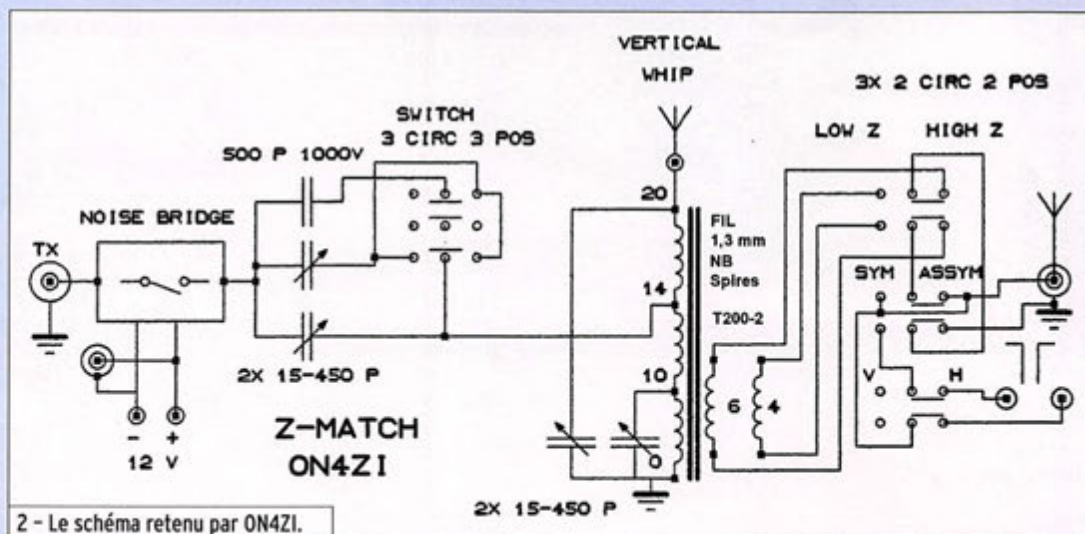 VERTICAL
WHIP
3X 2 CIRC 2 POS
SWITCH
3 CIRC 3 POS
LOW Z
HIGH Z
500 P 1000V
20
NOISE BRIDGE
FIL
1,3 mm
NB
Spires
TX
SYM
ASSYM
14
T200-2
2X 15-450 P
10
V
H
6
4
Z-MATCH
ON4ZI
- +
12 V
2X 15-450 P
2 - Le schéma retenu par ON4ZI.